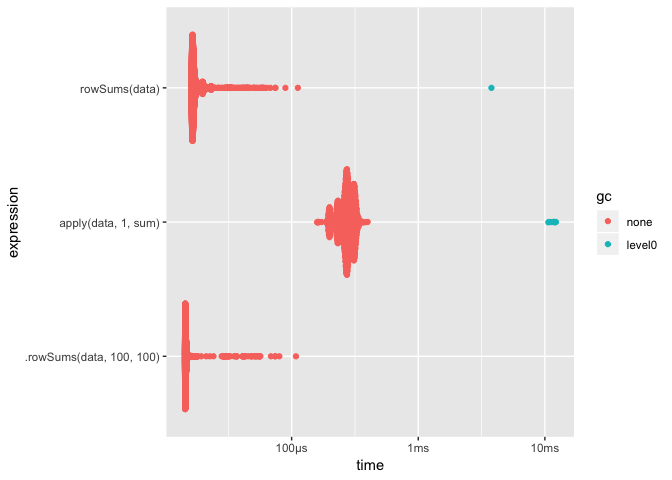 rowSums(data)
apply(data, 1, sum)
.rowSums(data, 100, 100)
expression
100µs
1ms
10ms
time
gc
none
level0